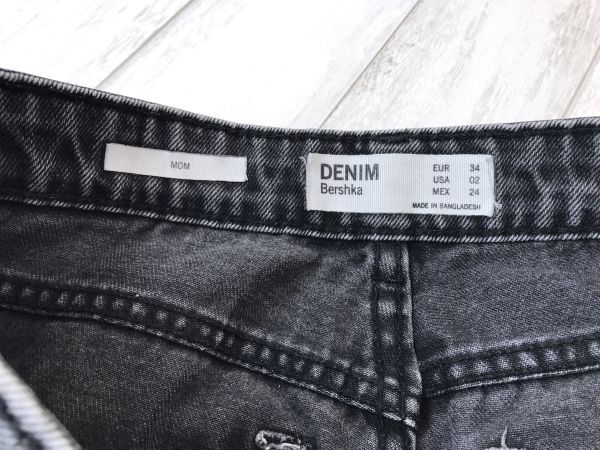 MOM
DENIM
Bershka
EUR 34
USA 02
MEX 24
MADE IN BANGLADESH